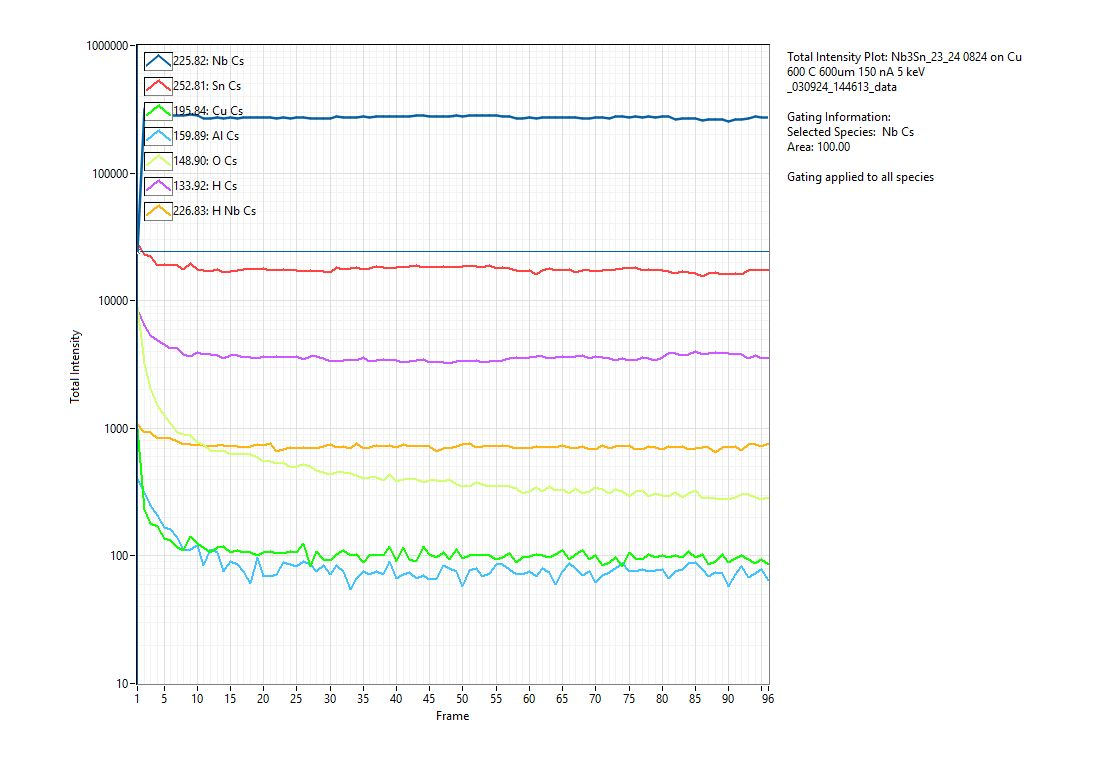 Total Intensity Plot: Nb3Sn_23_24 0824 on Cu
600 C 600um 150 nA 5 keV
_030924_144613_data
Gating Information:
Selected Species:  Nb Cs
Area: 100.00
Gating applied to all species
225.82: Nb Cs
252.81: Sn Cs
195.84: Cu Cs
159.89: Al Cs
148.90: O Cs
133.92: H Cs
226.83: H Nb Cs
1000000
100000
10000
1000
100
10
Total Intensity
1 5 10 15 20 25 30 35 40 45 50 55 60 65 70 75 80 85 90 96
Frame